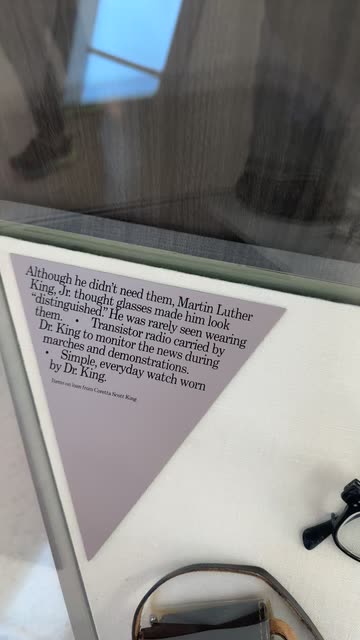 Although he didn't need them, Martin Luther
King, Jr. thought glasses made him look
"distinguished." He was rarely seen wearing
them. • Transistor radio carried by
Dr. King to monitor the news during
marches and demonstrations.
• Simple, everyday watch worn
by Dr. King.
Items on loan from Coretta Scott King